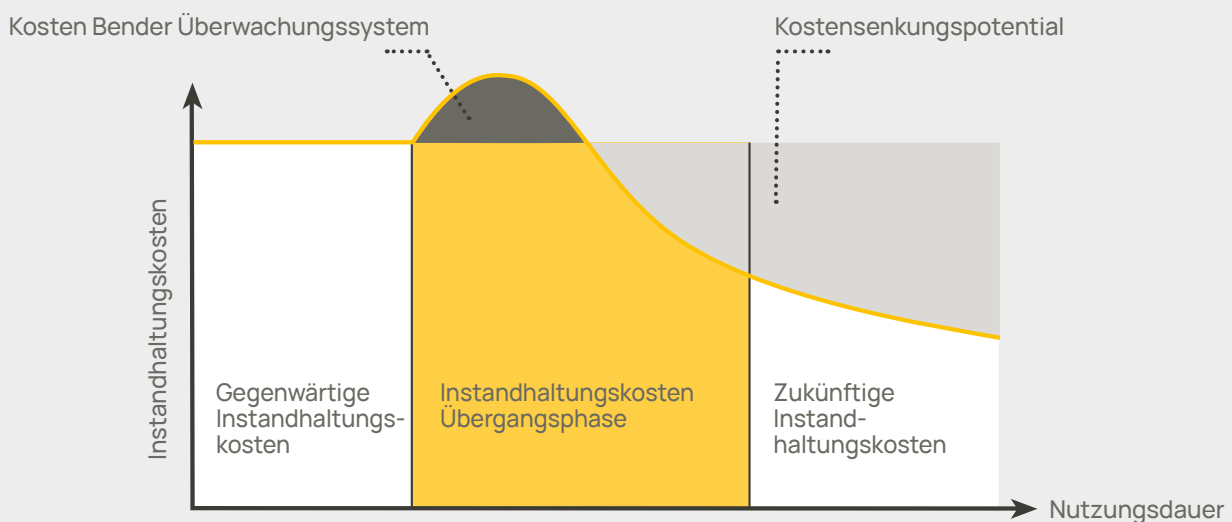 Kosten Bender Überwachungssystem
Kostensenkungspotential
Instandhaltungskosten
Gegenwärtige
Instandhaltungs-
kosten
Instandhaltungskosten
Übergangsphase
Zukünftige
Instand-
haltungskosten
Nutzungsdauer